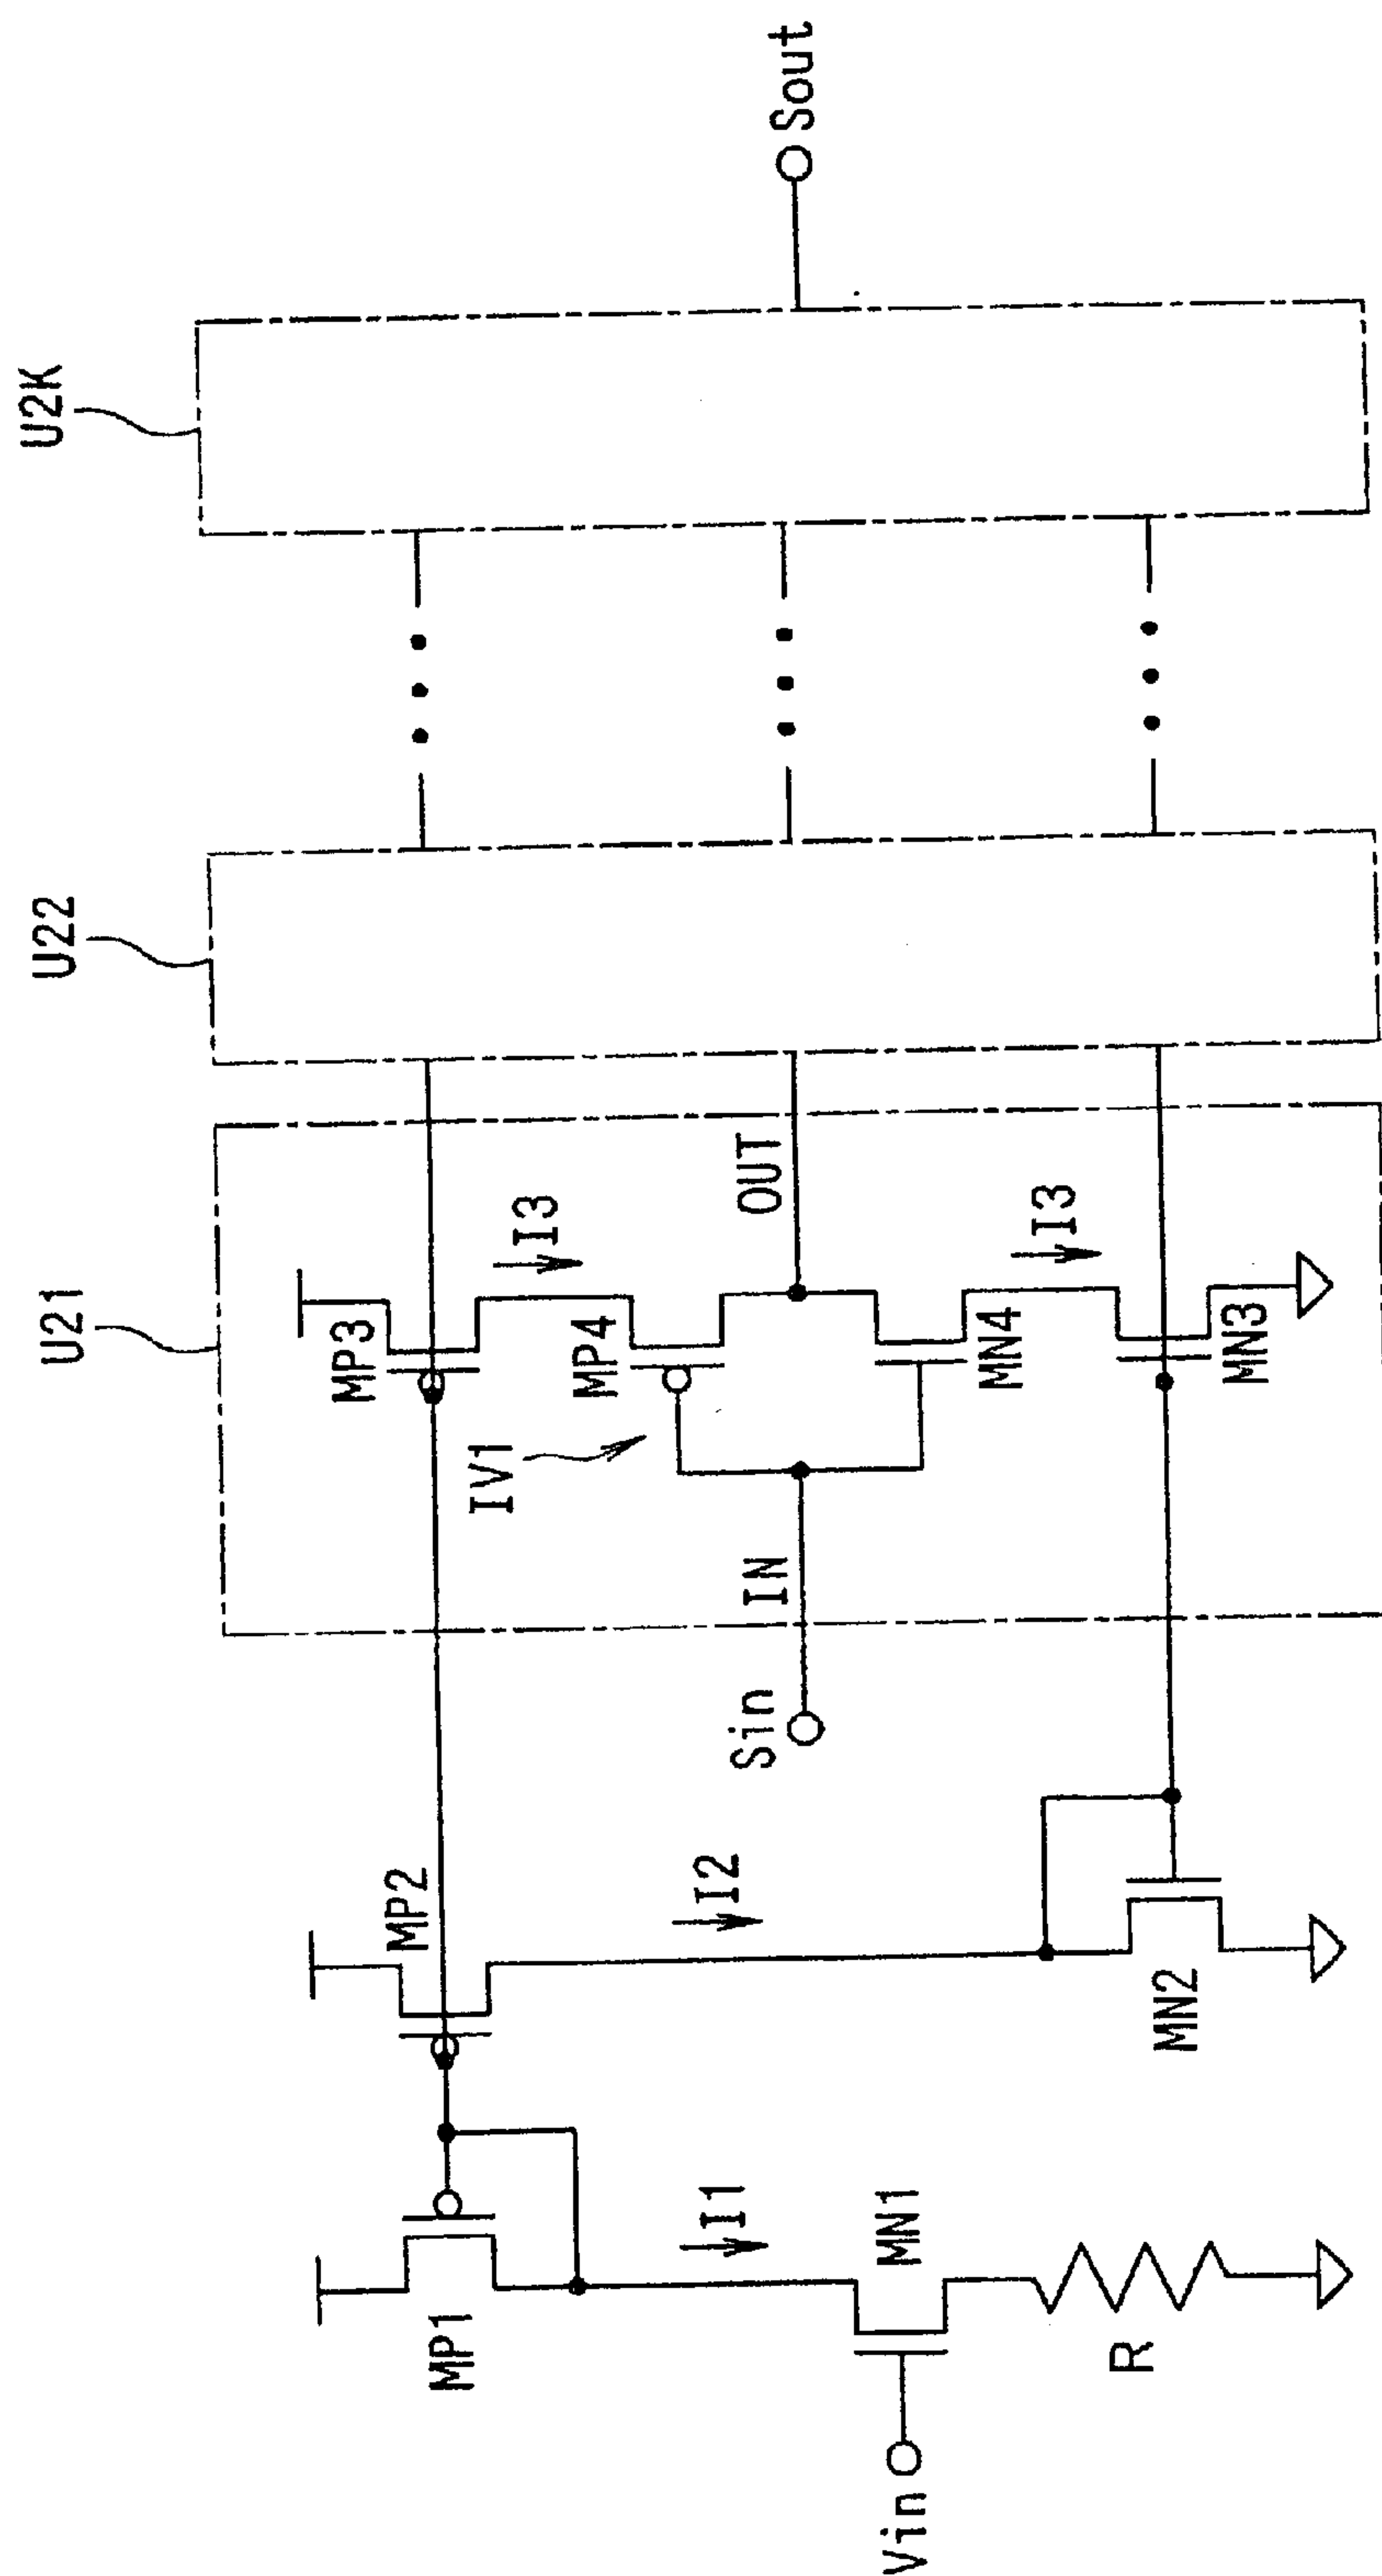 U21
U22
U2K
MP1
MP2
MP3
I3
IV1
MP4
OUT
Sin
IN
Sout
I1
I2
MN4
I3
Vin
MN1
MN2
MN3
R